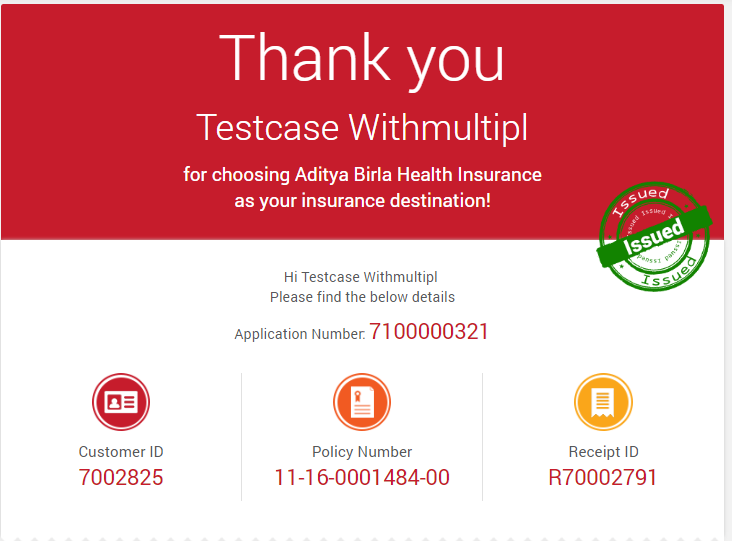 Thank you
Testcase Withmultipl
for choosing Aditya Birla Health Insurance
as your insurance destination!
Issued
Issued Issued I
Issued
Issued
Hi Testcase Withmultipl
Please find the below details
Application Number: 7100000321
Customer ID
7002825
Policy Number
11-16-0001484-00
Receipt ID
R70002791